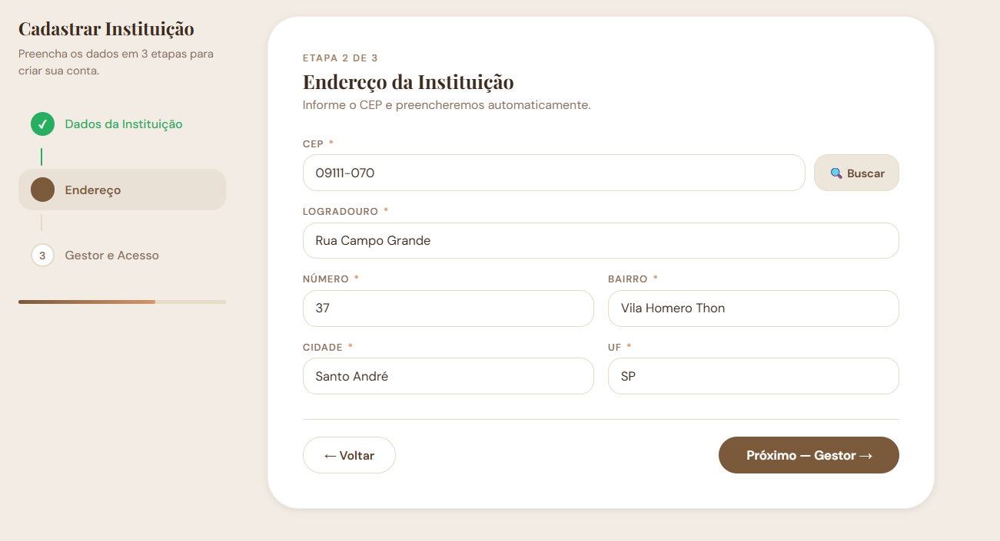 Cadastrar Instituição
Preencha os dados em 3 etapas para
criar sua conta.
✓ Dados da Instituição
Endereço
3 Gestor e Acesso
ETAPA 2 DE 3
Endereço da Instituição
Informe o CEP e preencheremos automaticamente.
CEP *
09111-070
🔍 Buscar
LOGRADOURO *
Rua Campo Grande
NÚMERO *
BAIRRO *
37
Vila Homero Thon
CIDADE *
UF *
Santo André
SP
← Voltar
Próximo — Gestor →